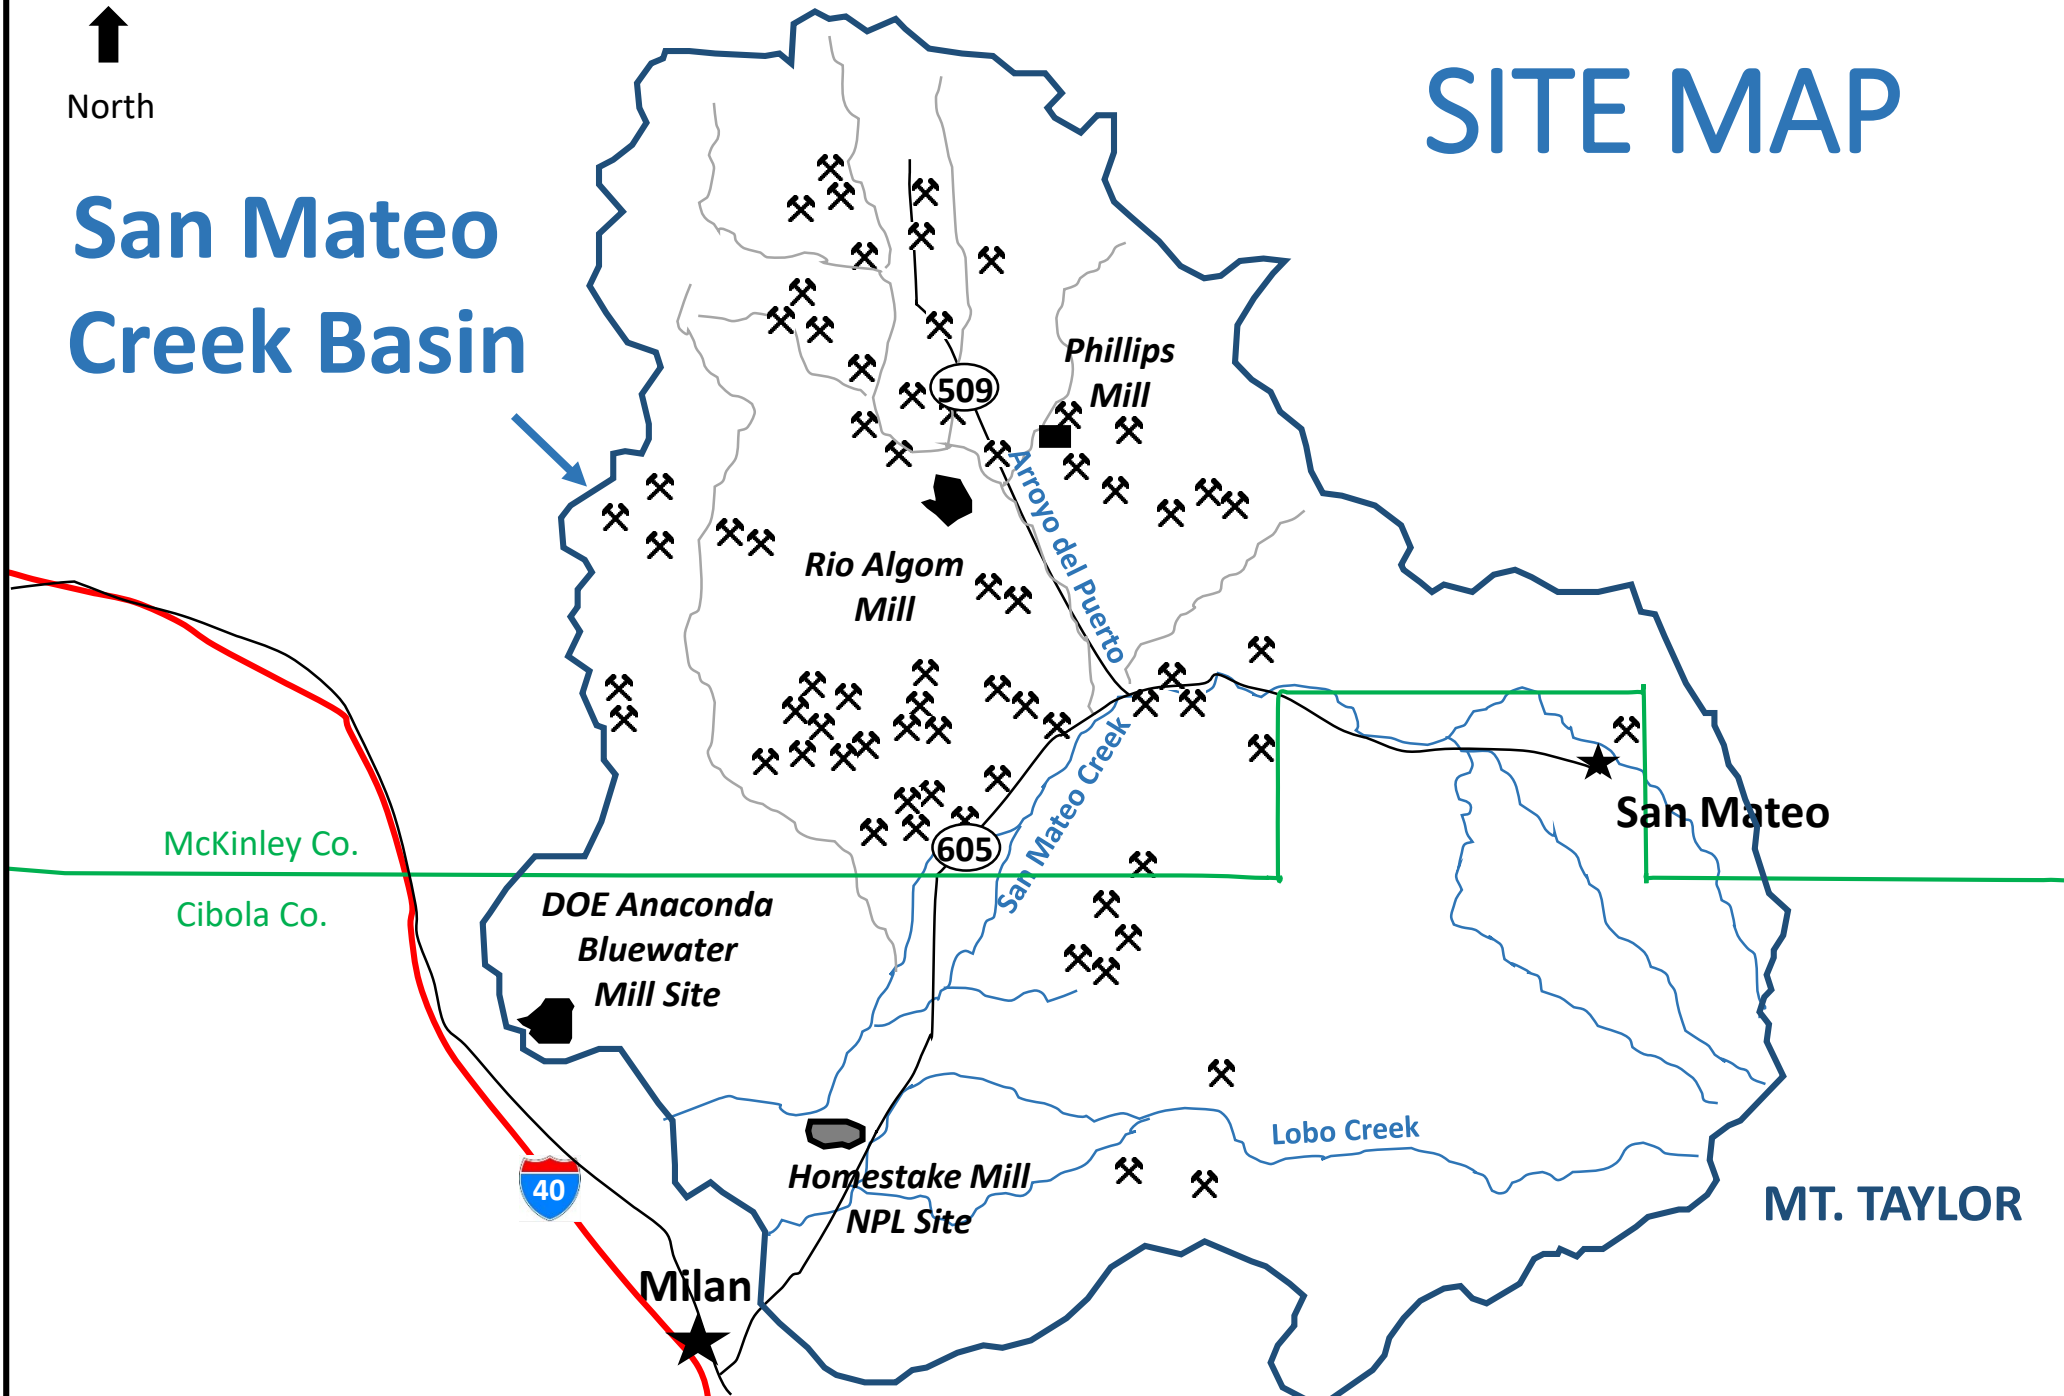 North
SITE MAP
San Mateo
Creek Basin
Phillips
Mill
509
Arroyo del Puerto
Rio Algom
Mill
San Mateo Creek
San Mateo
605
McKinley Co.
Cibola Co.
DOE Anaconda
Bluewater
Mill Site
Lobo Creek
Homestake Mill
NPL Site
40
MT. TAYLOR
Milan